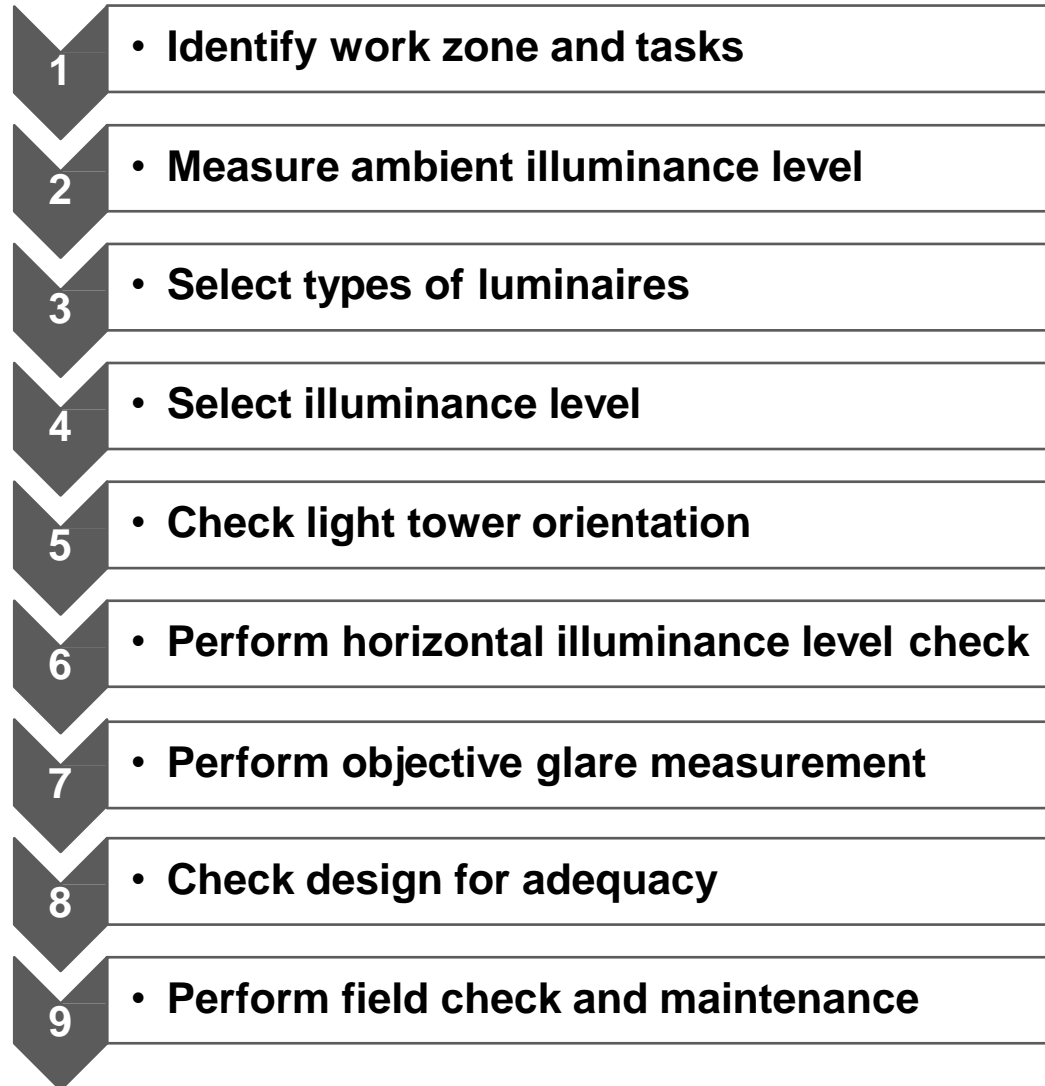 1
• Identify work zone and tasks
2
• Measure ambient illuminance level
3
• Select types of luminaires
4
• Select illuminance level
5
• Check light tower orientation
6
• Perform horizontal illuminance level check
7
• Perform objective glare measurement
8
• Check design for adequacy
9
• Perform field check and maintenance